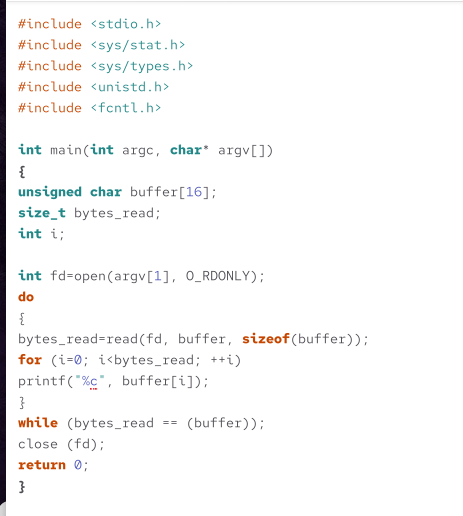 #include <stdio.h>
#include <sys/stat.h>
#include <sys/types.h>
#include <unistd.h>
#include <fcntl.h>
int main(int argc, char* argv[])
{
unsigned char buffer[16];
size_t bytes_read;
int i;
int fd=open(argv[1], O_RDONLY);
do
{
bytes_read=read(fd, buffer, sizeof(buffer));
for (i=0; i<bytes_read; ++i)
printf("%c", buffer[i]);
}
while (bytes_read == (buffer));
close (fd);
return 0;
}